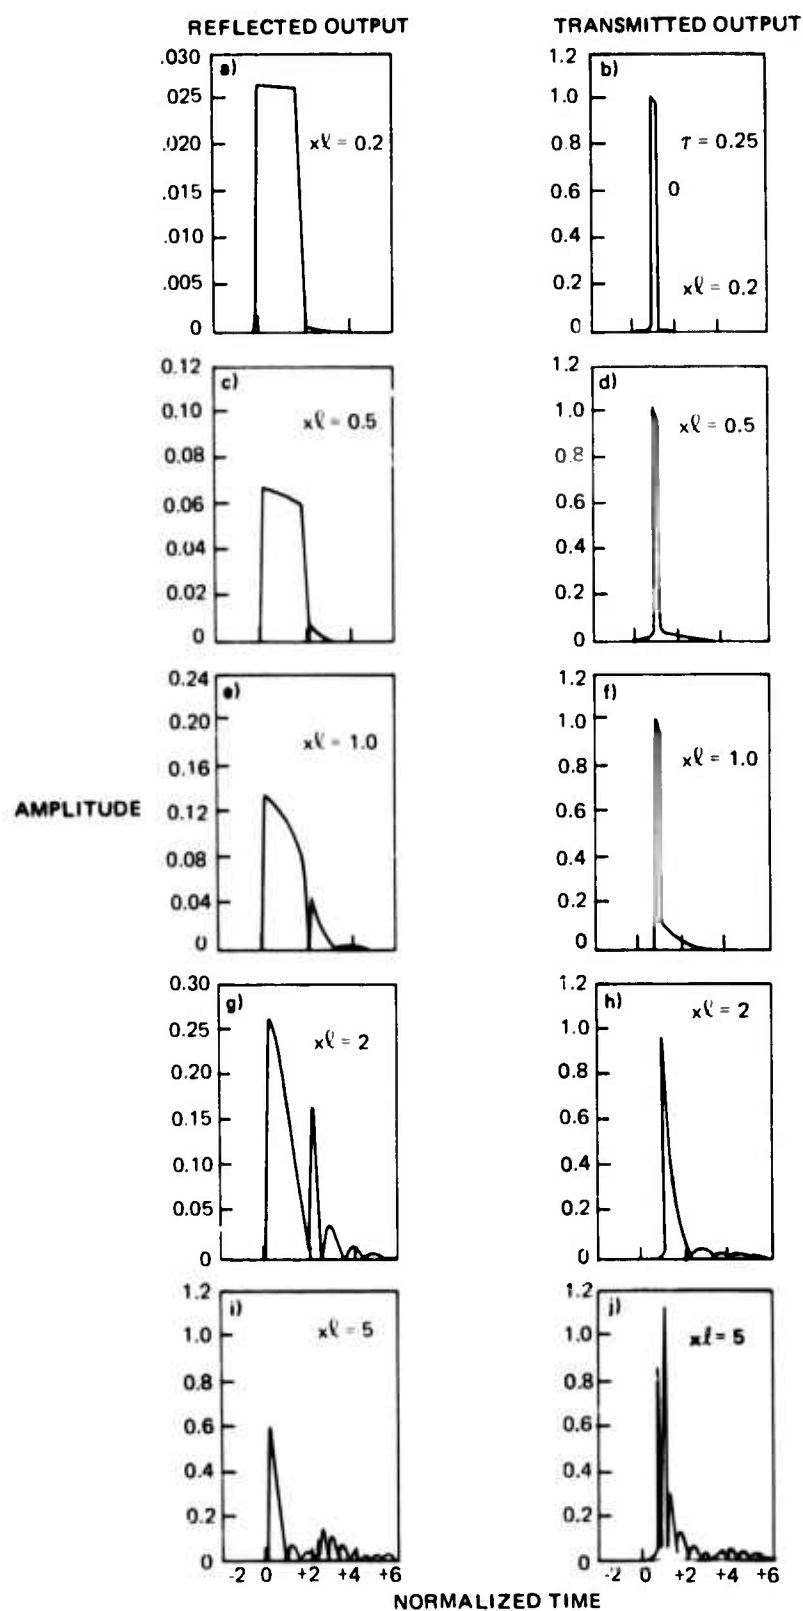 REFLECTED OUTPUT
TRANSMITTED OUTPUT
a)
.030
.025
.020
.015
.010
.005
0
xℓ = 0.2
b)
1.2
1.0
0.8
0.6
0.4
0.2
0
τ = 0.25
0
xℓ = 0.2
c)
0.12
0.10
0.08
0.06
0.04
0.02
0
xℓ = 0.5
d)
1.2
1.0
0.8
0.6
0.4
0.2
0
xℓ = 0.5
AMPLITUDE
e)
0.24
0.20
0.16
0.12
0.08
0.04
0
xℓ = 1.0
f)
1.2
1.0
0.8
0.6
0.4
0.2
0
xℓ = 1.0
g)
0.30
0.25
0.20
0.15
0.10
0.05
0
xℓ = 2
h)
1.2
1.0
0.8
0.6
0.4
0.2
0
xℓ = 2
i)
1.2
1.0
0.8
0.6
0.4
0.2
0
xℓ = 5
-2 0 +2 +4 +6
j)
1.2
1.0
0.8
0.6
0.4
0.2
0
xℓ = 5
-2 0 +2 +4 +6
NORMALIZED TIME